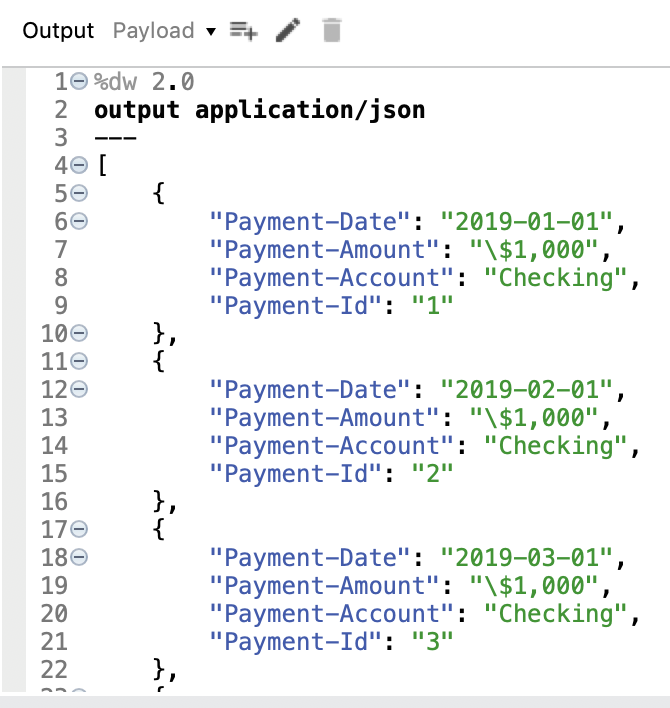 Output Payload
1 %dw 2.0
2 output application/json
3 ---
4 [
5 {
6 "Payment-Date": "2019-01-01",
7 "Payment-Amount": "\$1,000",
8 "Payment-Account": "Checking",
9 "Payment-Id": "1"
10 },
11 {
12 "Payment-Date": "2019-02-01",
13 "Payment-Amount": "\$1,000",
14 "Payment-Account": "Checking",
15 "Payment-Id": "2"
16 },
17 {
18 "Payment-Date": "2019-03-01",
19 "Payment-Amount": "\$1,000",
20 "Payment-Account": "Checking",
21 "Payment-Id": "3"
22 },